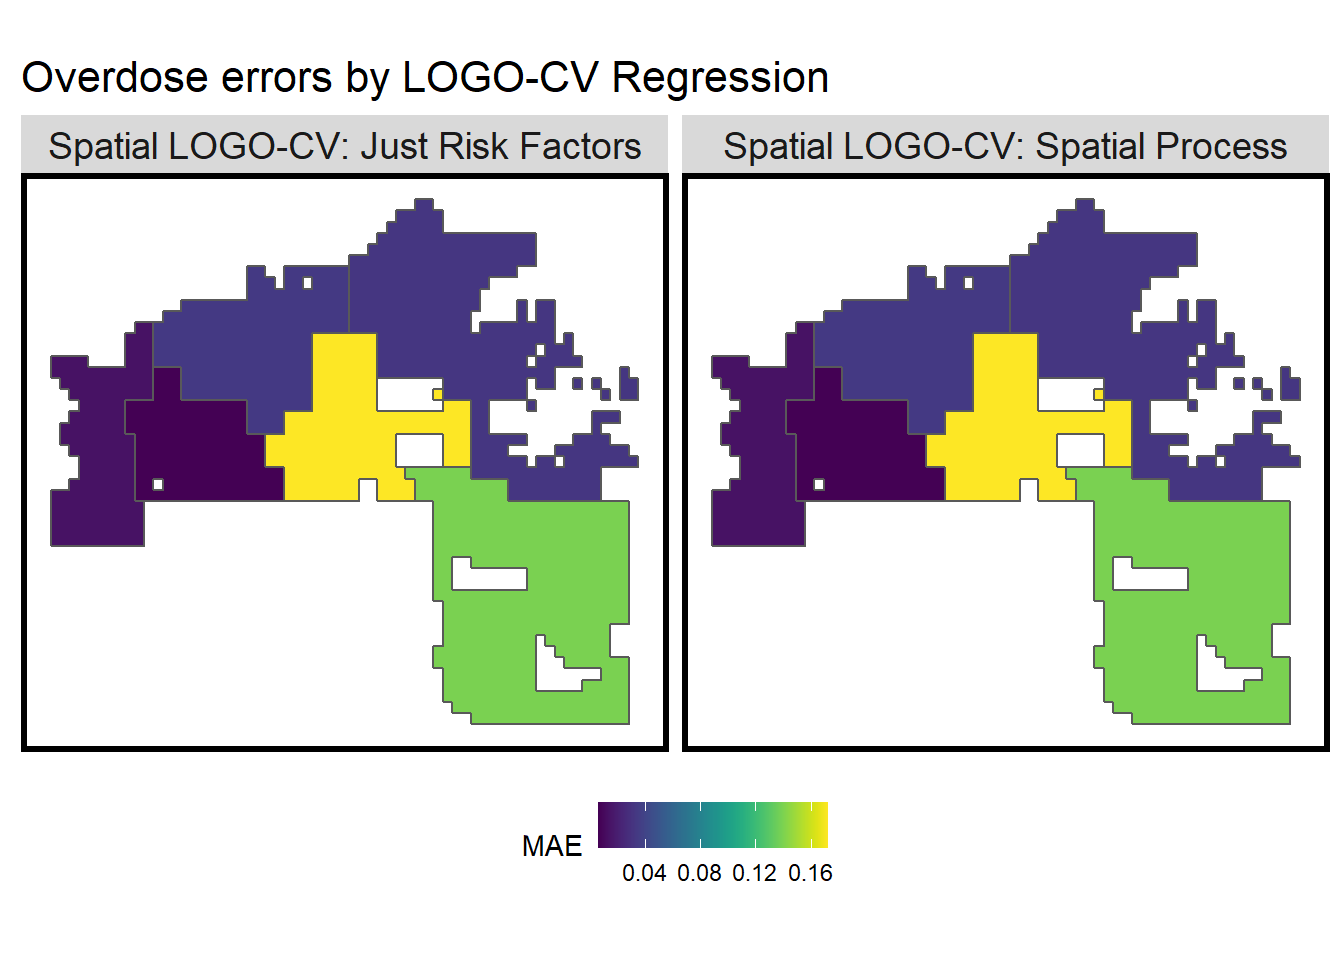 Overdose errors by LOGO-CV Regression
Spatial LOGO-CV: Just Risk Factors
Spatial LOGO-CV: Spatial Process
MAE
0.04 0.08 0.12 0.16